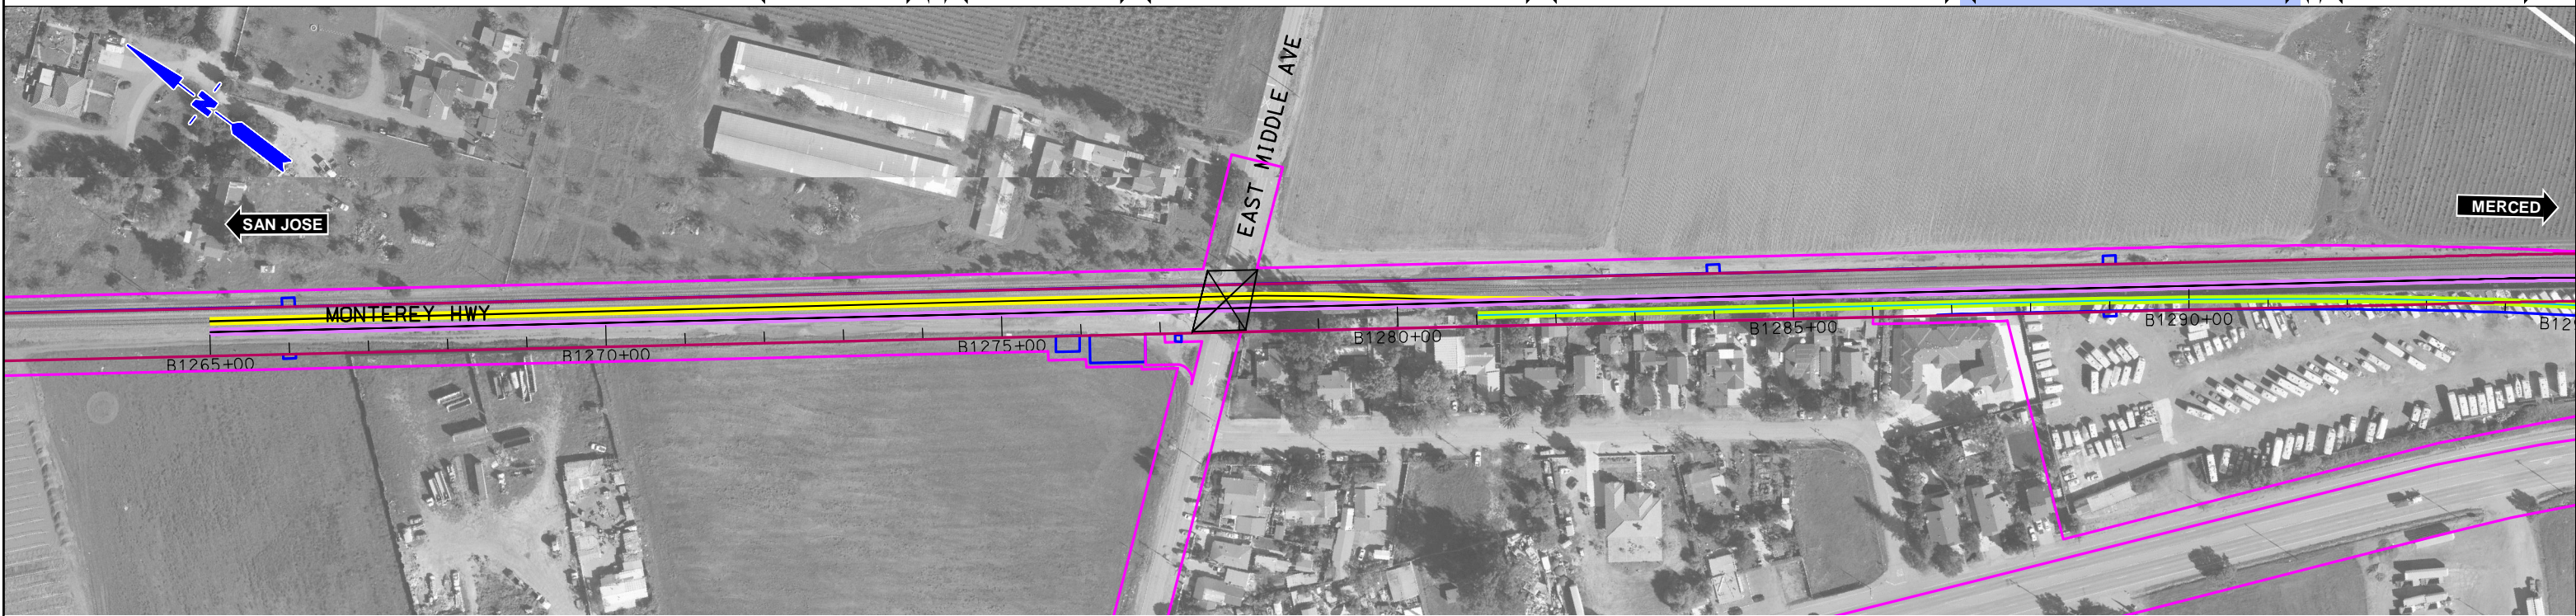 EAST MIDDLE AVE
N
SAN JOSE
MERCED
MONTEREY HWY
B1265+00
B1270+00
B1275+00
B1280+00
B1285+00
B1290+00